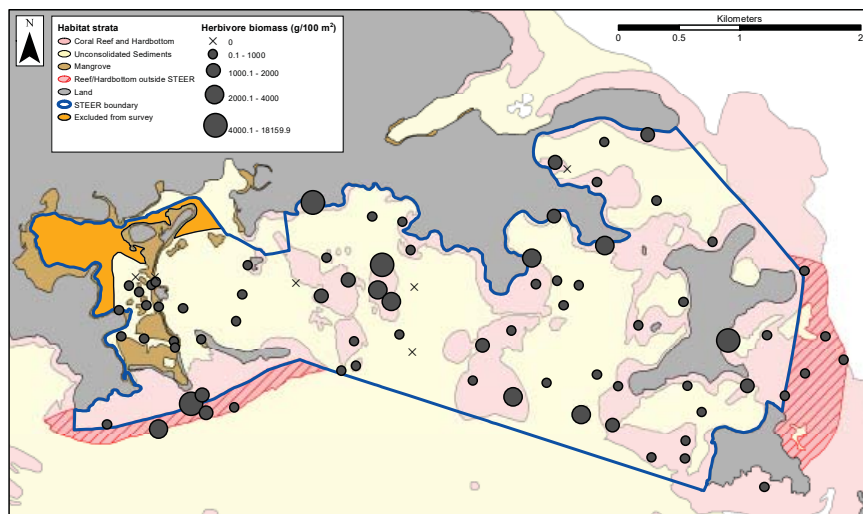 N
Habitat strata
Coral Reef and Hardbottom
Unconsolidated Sediments
Mangrove
Reef/Hardbottom outside STEER
Land
STEER boundary
Excluded from survey
Herbivore biomass (g/100 m²)
0
0.1 - 1000
1000.1 - 2000
2000.1 - 4000
4000.1 - 18159.9
Kilometers
0 0.5 1 2